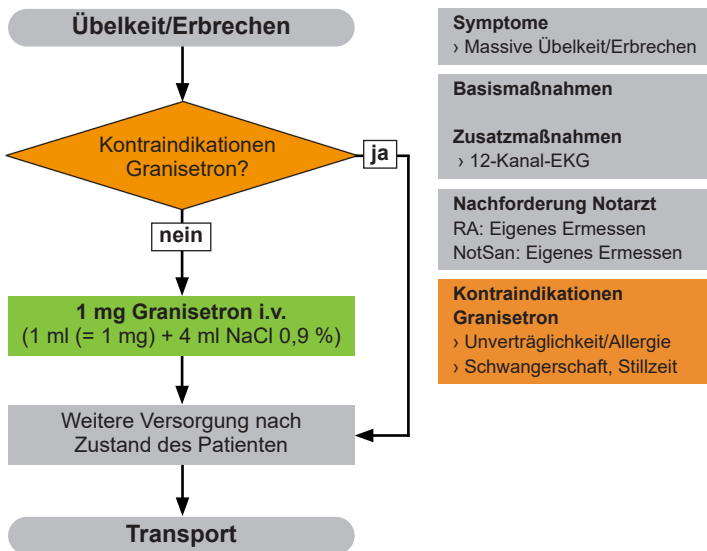 Übelkeit/Erbrechen
Kontraindikationen
Granisetron?
ja
nein
1 mg Granisetron i.v.
(1 ml (= 1 mg) + 4 ml NaCl 0,9 %)
Weitere Versorgung nach
Zustand des Patienten
Transport
Symptome
› Massive Übelkeit/Erbrechen
Basismaßnahmen
Zusatzmaßnahmen
› 12-Kanal-EKG
Nachforderung Notarzt
RA: Eigenes Ermessen
NotSan: Eigenes Ermessen
Kontraindikationen
Granisetron
› Unverträglichkeit/Allergie
› Schwangerschaft, Stillzeit